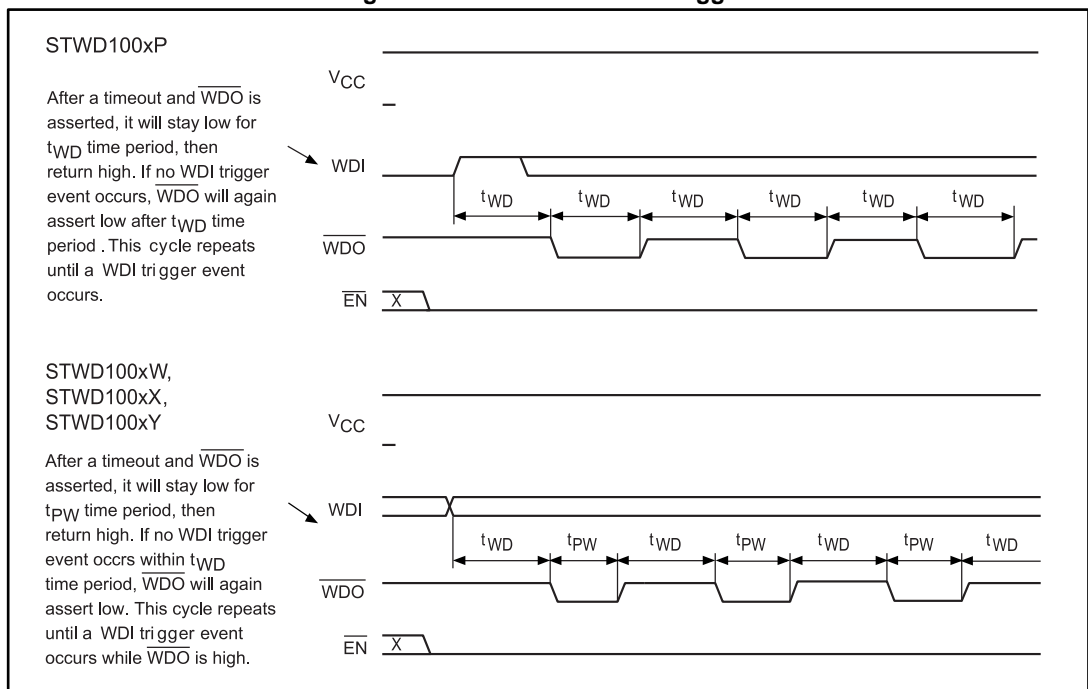 STWD100xP
After a timeout and WDO is
asserted, it will stay low for
tWD time period, then
return high. If no WDI trigger
event occurs, WDO will again
assert low after tWD time
period . This cycle repeats
until a WDI trigger event
occurs.
VCC
WDI
tWD tWD tWD tWD tWD tWD
WDO
EN X
STWD100xW,
STWD100xX,
STWD100xY
After a timeout and WDO is
asserted, it will stay low for
tPW time period, then
return high. If no WDI trigger
event occrs within tWD
time period, WDO will again
assert low. This cycle repeats
until a WDI trigger event
occurs while WDO is high.
VCC
WDI
tWD tPW tWD tPW tWD tPW tWD
WDO
EN X